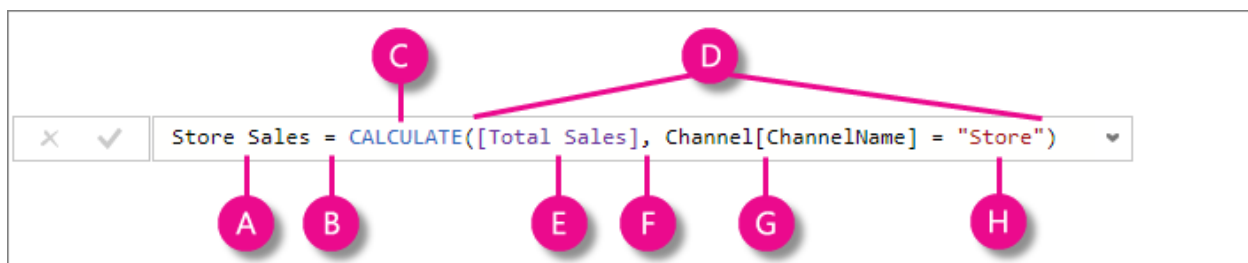 C D
Store Sales = CALCULATE([Total Sales], Channel[ChannelName] = "Store")
A B E F G H